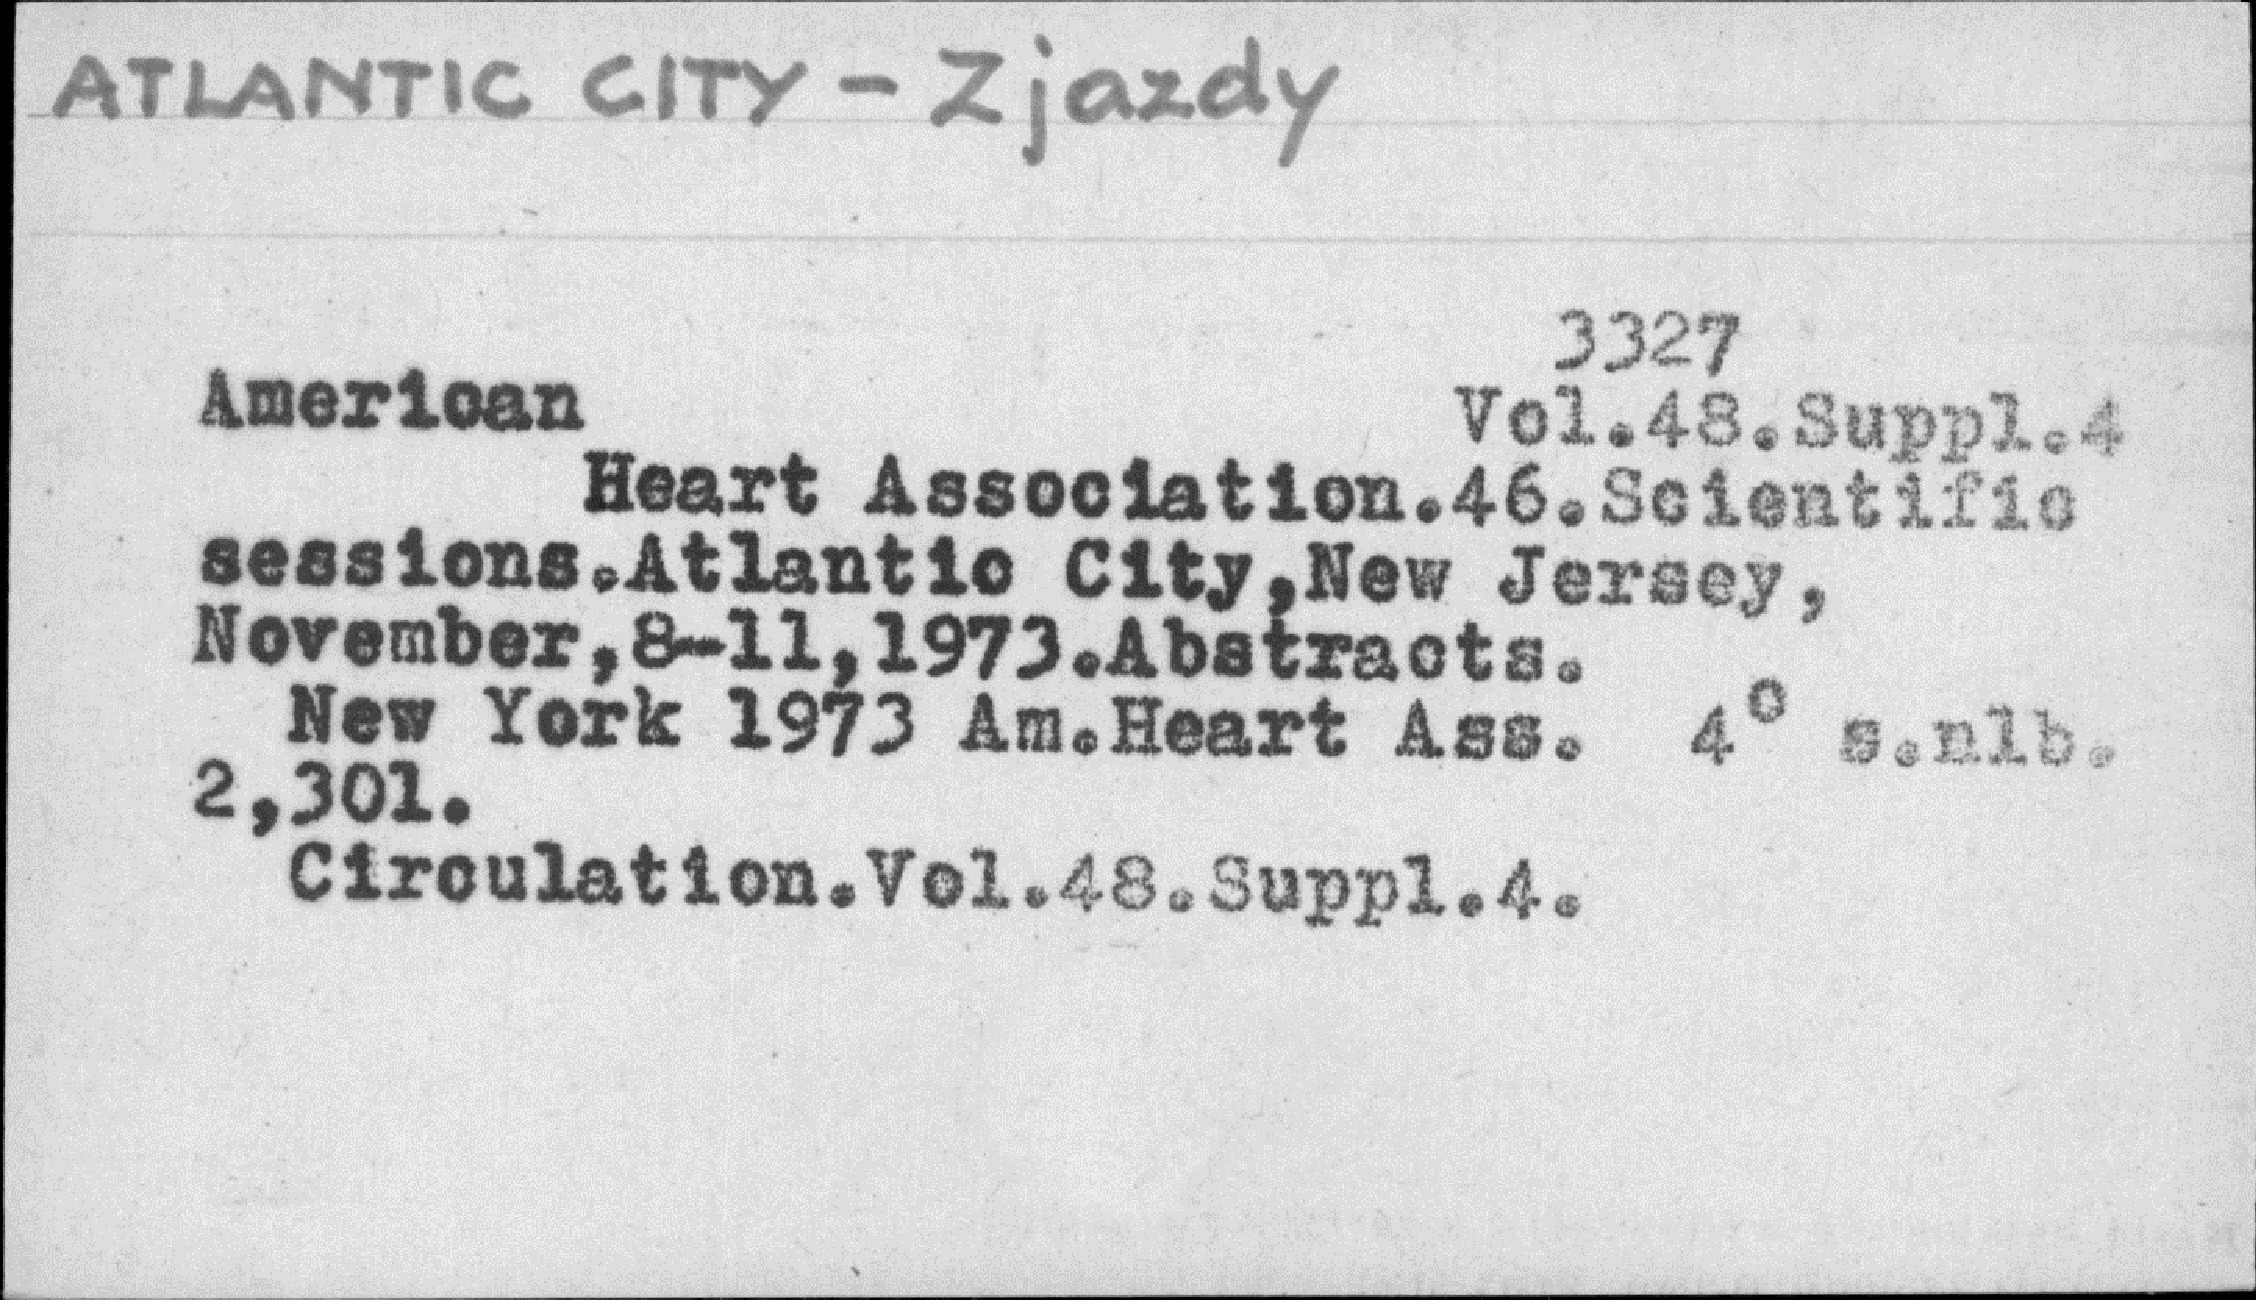 ATLANTIC CITY - Zjazdy
3327
American Vol.48.Suppl.4
Heart Association.46.Scientific
sessions.Atlantic City,New Jersey,
November,8-11,1973.Abstracts.
New York 1973 Am.Heart Ass. 4° s.nlb.
2,301.
Circulation.Vol.48.Suppl.4.